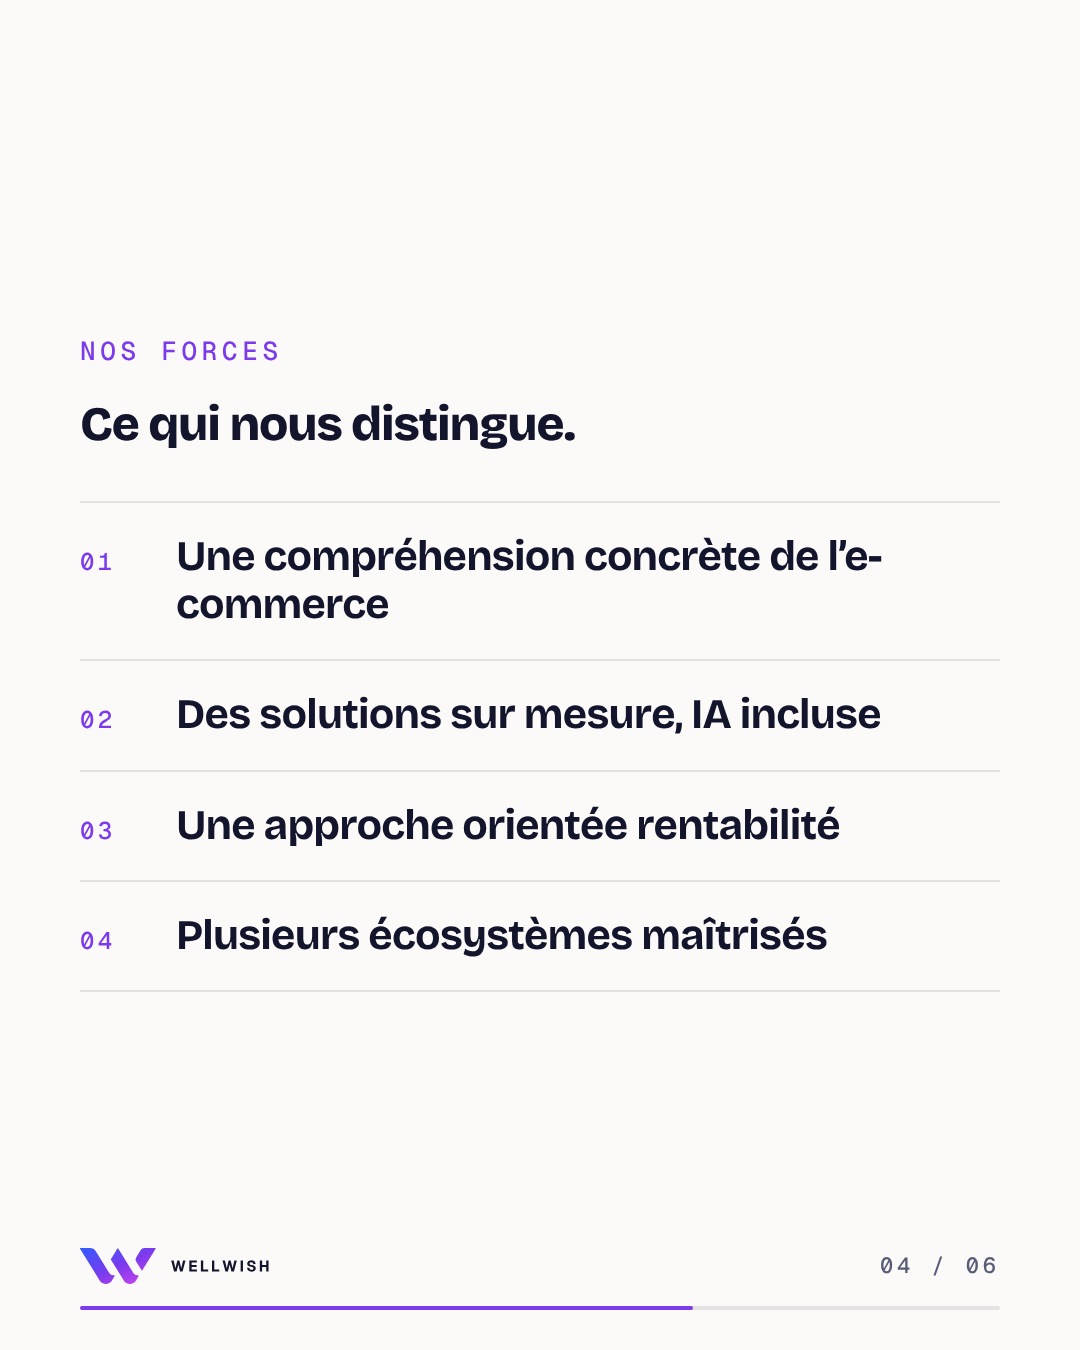 NOS FORCES
Ce qui nous distingue.
01 Une compréhension concrète de l’e-
commerce
02 Des solutions sur mesure, IA incluse
03 Une approche orientée rentabilité
04 Plusieurs écosystèmes maîtrisés
WELLWISH 04 / 06